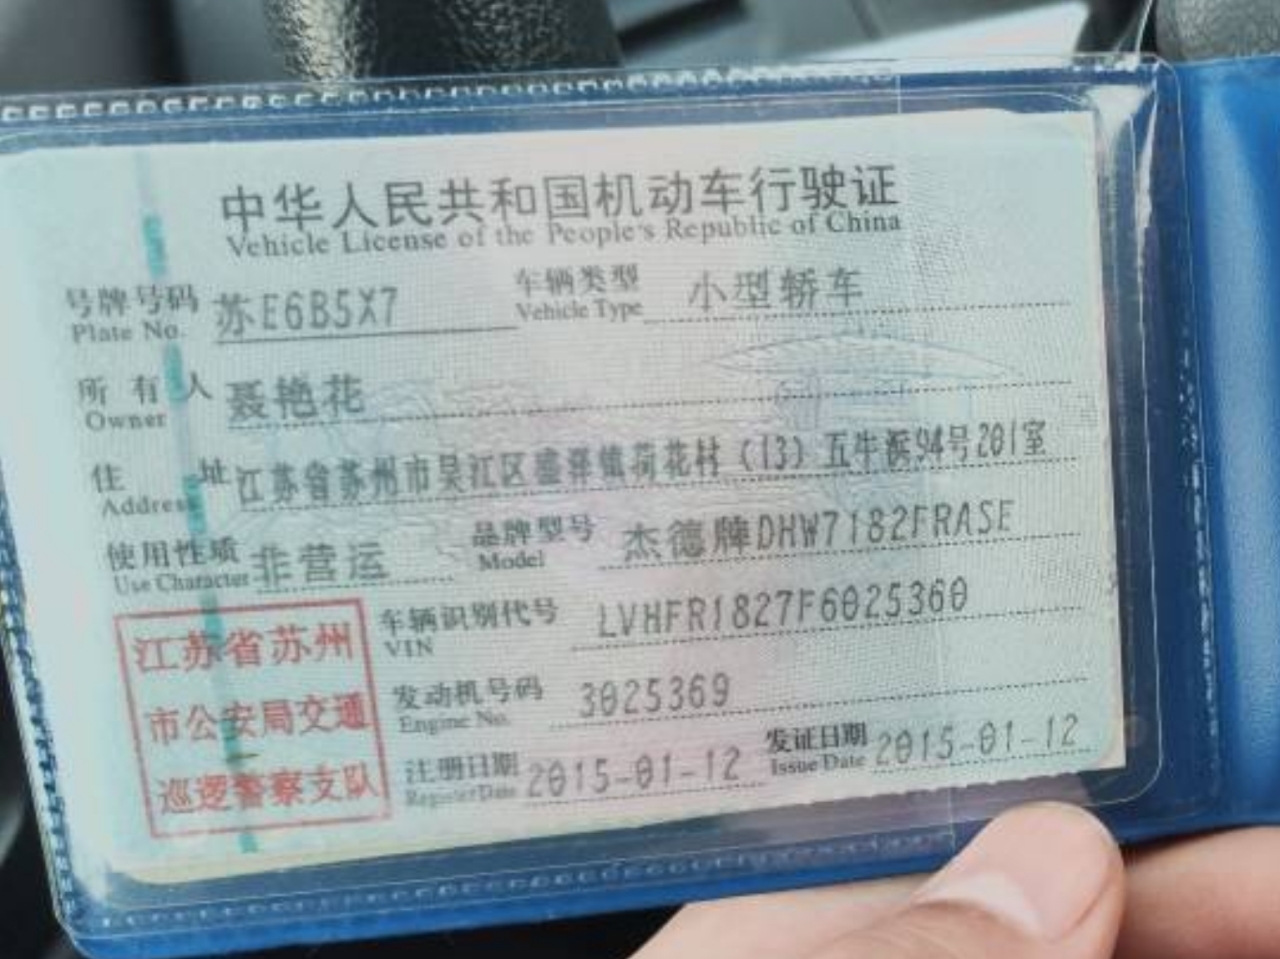 中华人民共和国机动车行驶证
Vehicle License of the People's Republic of China
号牌号码 苏E6B5X7 车辆类型 小型轿车
Plate No. Vehicle Type
所有人 聂艳花
Owner
住址 江苏省苏州市吴江区盛泽镇荷花村(13)五牛浜94号201室
Address
使用性质 非营运 品牌型号 杰德牌DHW7182FRASE
Use Character Model
江苏省苏州
市公安局交通
巡逻警察支队
车辆识别代号 LVHFR1827F6025360
VIN
发动机号码 3025369
Engine No.
注册日期 2015-01-12 发证日期 2015-01-12
Register Date Issue Date